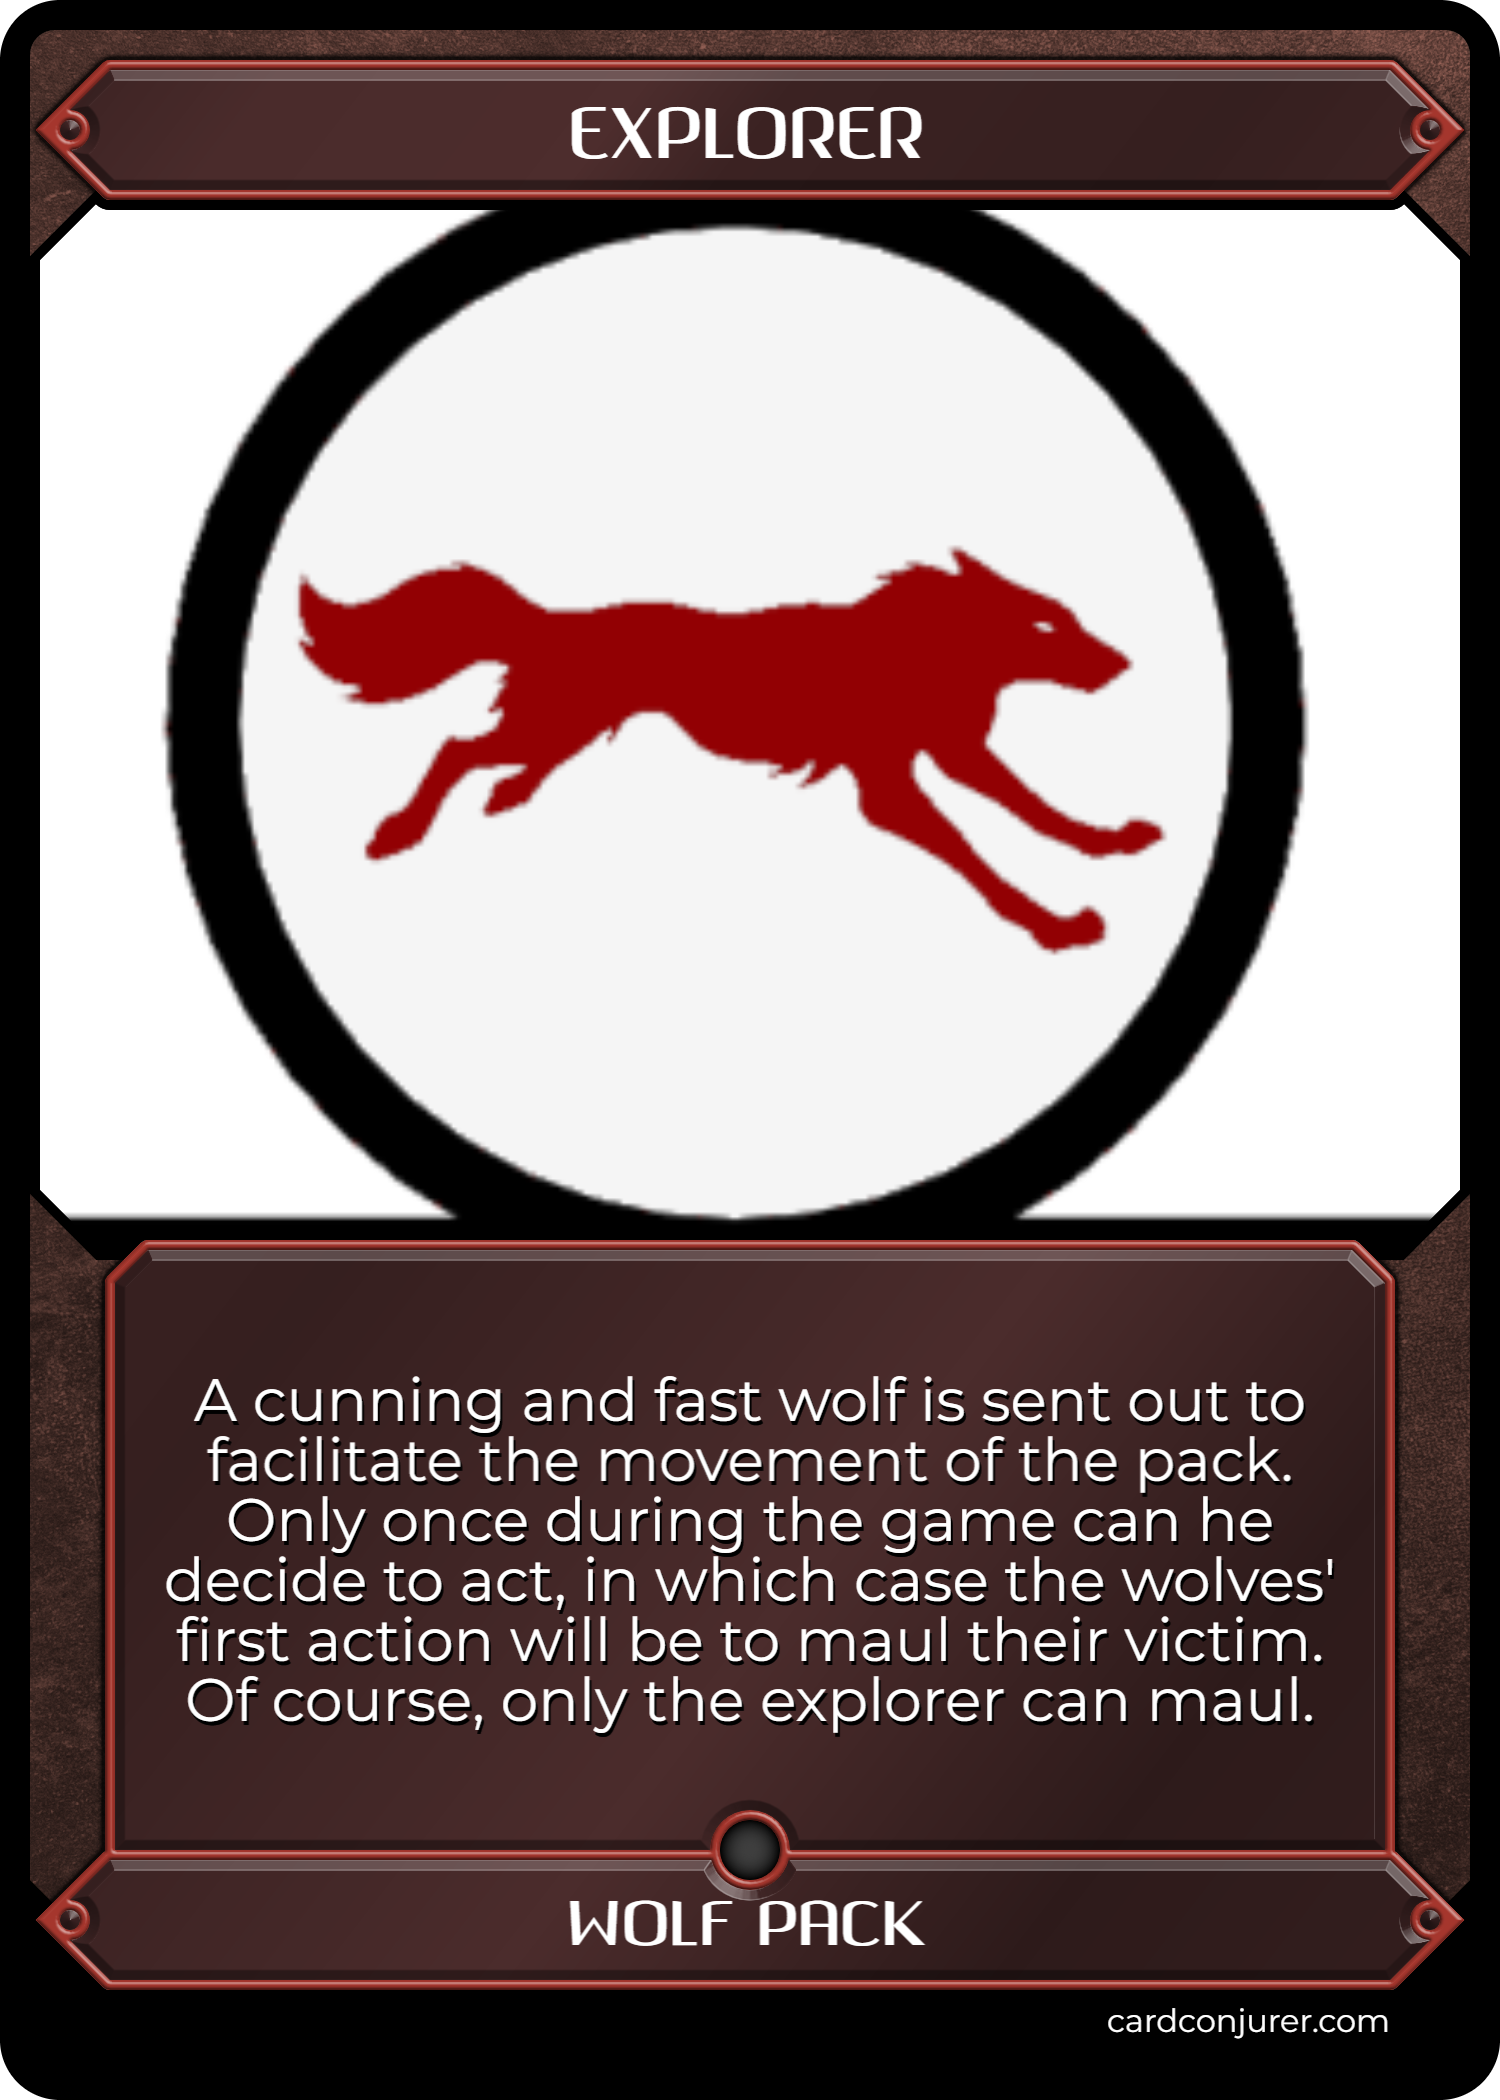 EXPLORER
A cunning and fast wolf is sent out to
facilitate the movement of the pack.
Only once during the game can he
decide to act, in which case the wolves'
first action will be to maul their victim.
Of course, only the explorer can maul.
WOLF PACK
cardconjurer.com